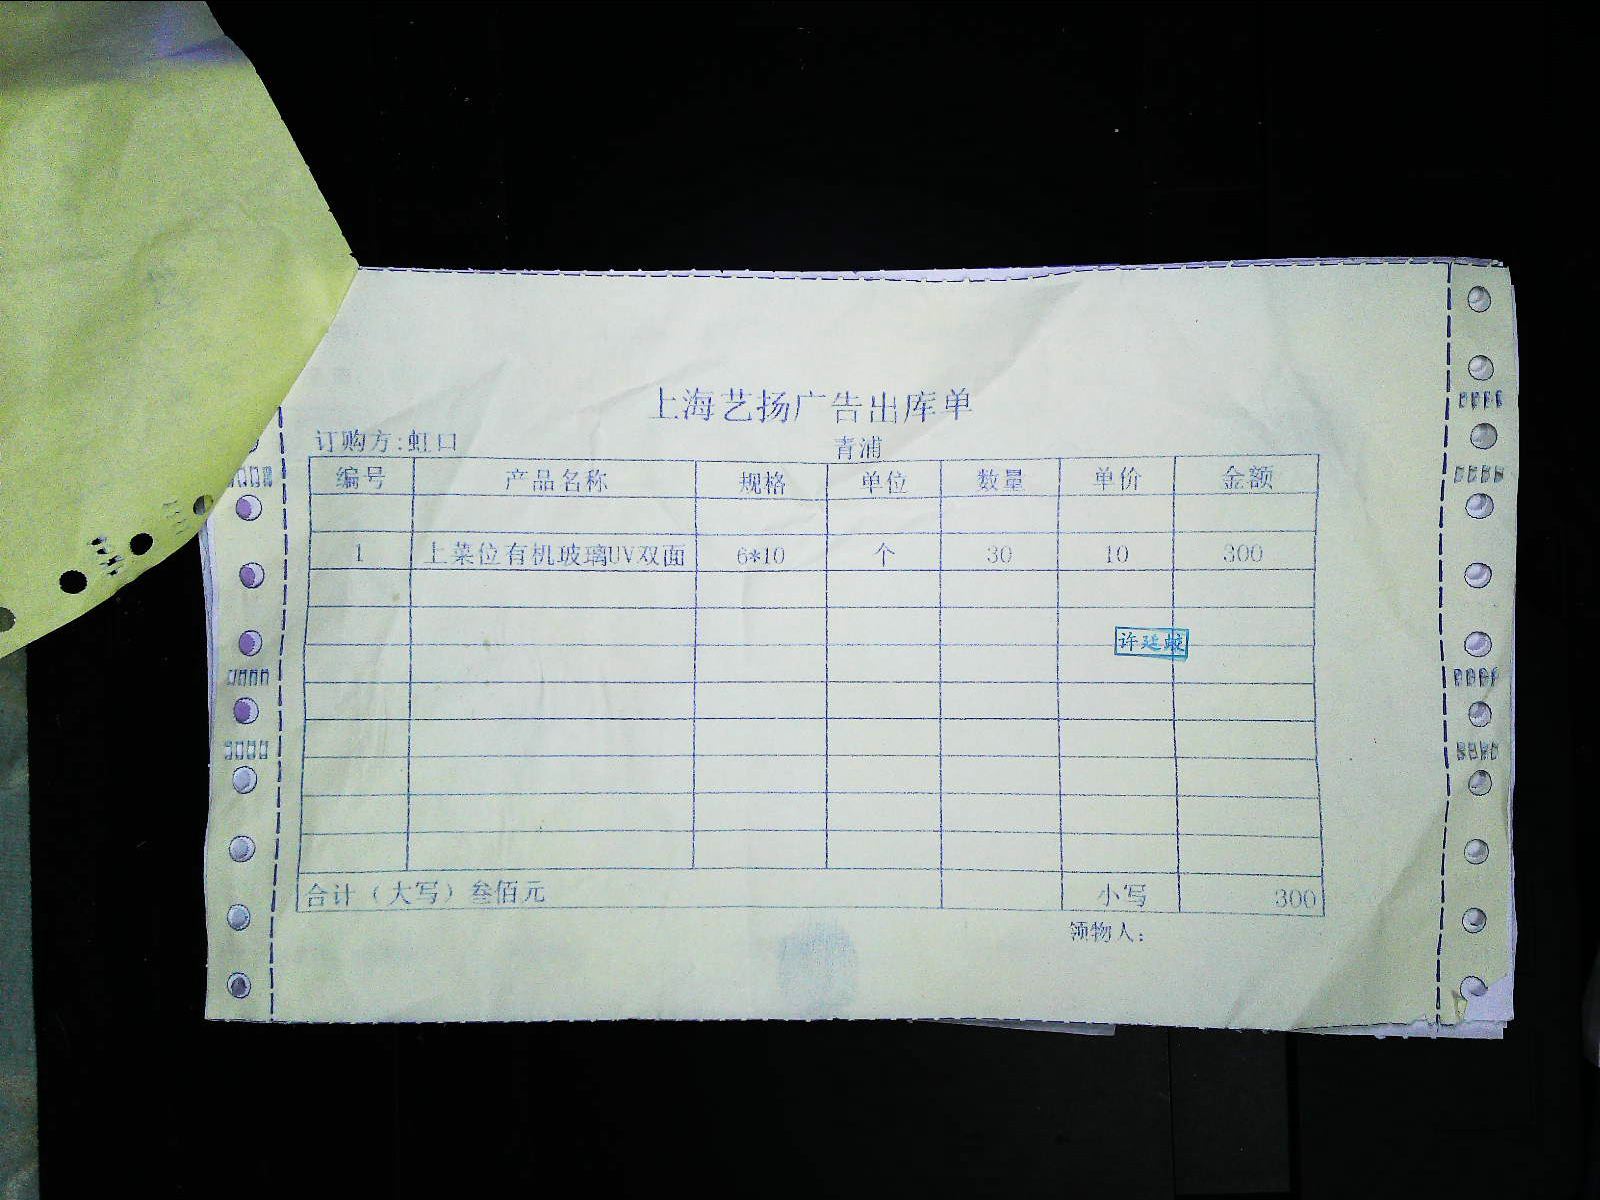 上海艺扬广告出库单
订购方:虹口 青浦
编号 产品名称 规格 单位 数量 单价 金额
1 上菜位有机玻璃UV双面 6*10 个 30 10 300
许延蛟
合计（大写）叁佰元 小写 300
领物人: